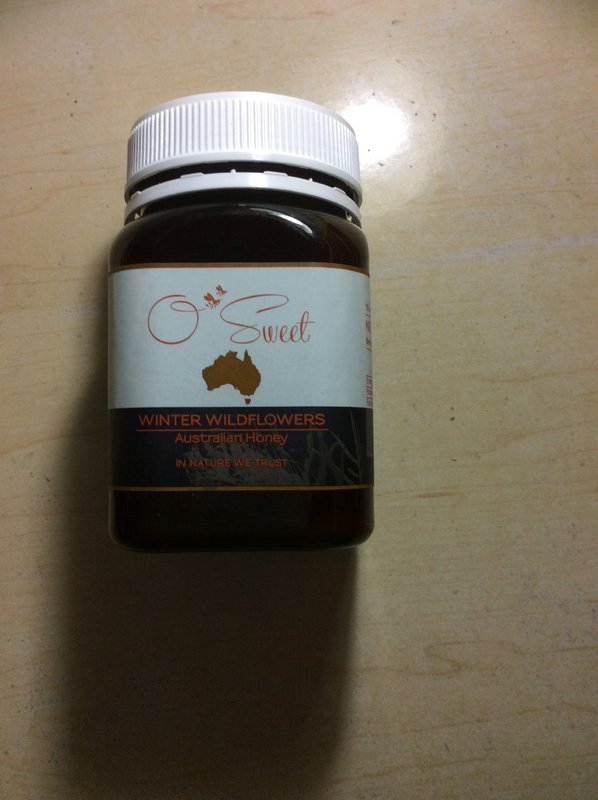 O'Sweet
WINTER WILDFLOWERS
Australian Honey
IN NATURE WE TRUST